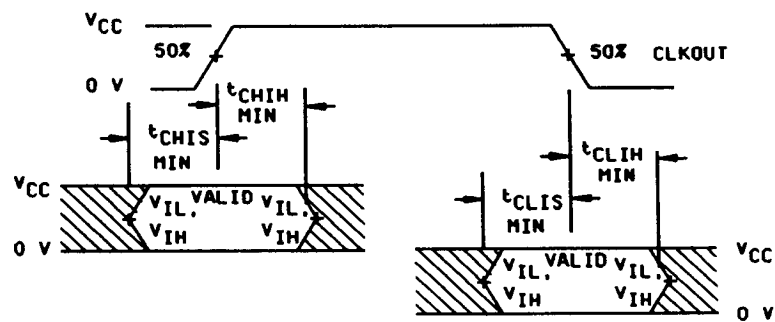 VCC
50% 50% CLKOUT
0 V
tCHIH
MIN
tCHIS
MIN
tCLIH
MIN
tCLIS
MIN
VCC
VALID
VIL, VIL,
VIH VIH
0 V
VCC
VALID
VIL, VIL,
VIH VIH
0 V